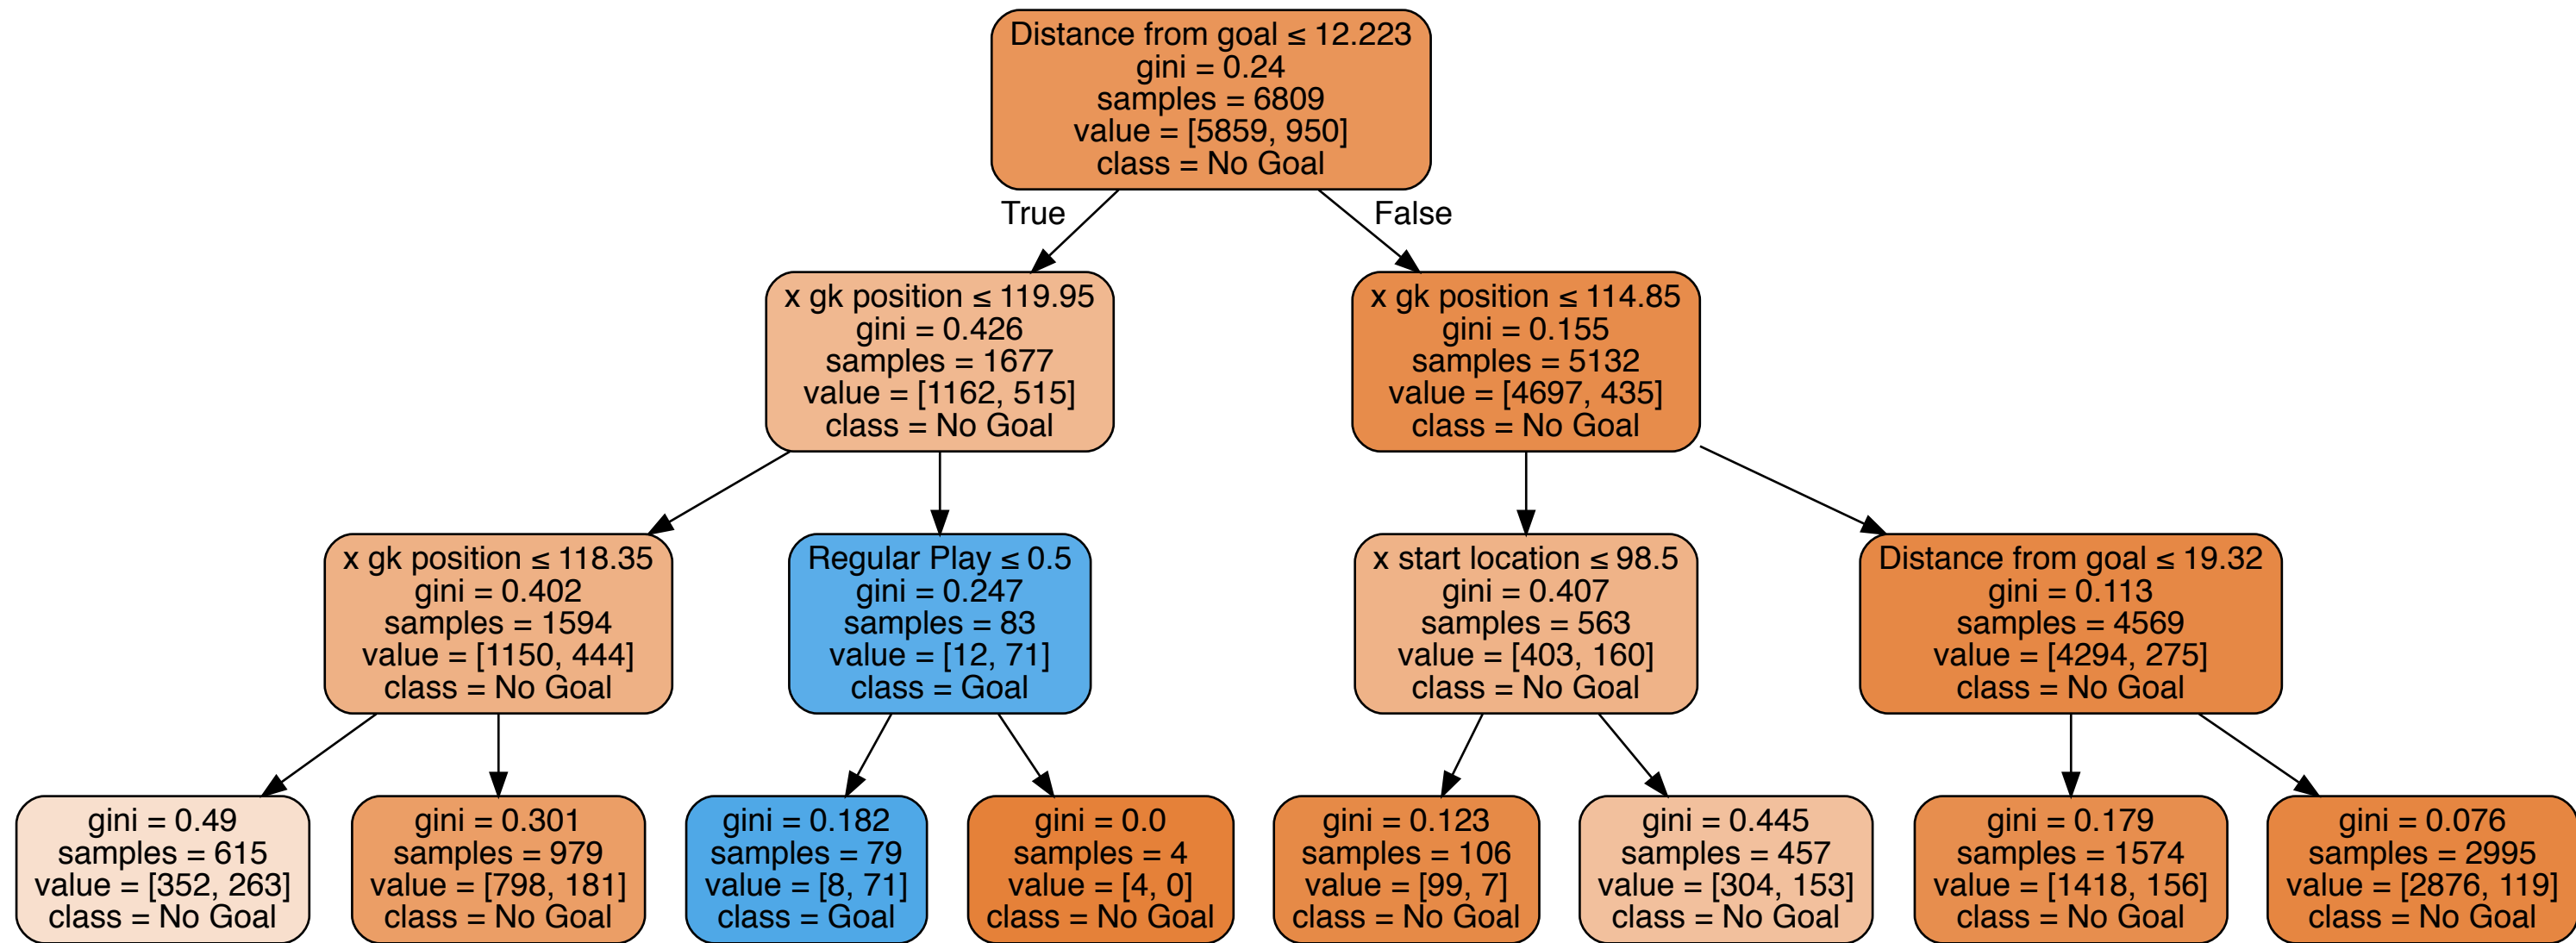 Distance from goal ≤ 12.223
gini = 0.24
samples = 6809
value = [5859, 950]
class = No Goal
True
False
x gk position ≤ 119.95
gini = 0.426
samples = 1677
value = [1162, 515]
class = No Goal
x gk position ≤ 114.85
gini = 0.155
samples = 5132
value = [4697, 435]
class = No Goal
x gk position ≤ 118.35
gini = 0.402
samples = 1594
value = [1150, 444]
class = No Goal
Regular Play ≤ 0.5
gini = 0.247
samples = 83
value = [12, 71]
class = Goal
x start location ≤ 98.5
gini = 0.407
samples = 563
value = [403, 160]
class = No Goal
Distance from goal ≤ 19.32
gini = 0.113
samples = 4569
value = [4294, 275]
class = No Goal
gini = 0.49
samples = 615
value = [352, 263]
class = No Goal
gini = 0.301
samples = 979
value = [798, 181]
class = No Goal
gini = 0.182
samples = 79
value = [8, 71]
class = Goal
gini = 0.0
samples = 4
value = [4, 0]
class = No Goal
gini = 0.123
samples = 106
value = [99, 7]
class = No Goal
gini = 0.445
samples = 457
value = [304, 153]
class = No Goal
gini = 0.179
samples = 1574
value = [1418, 156]
class = No Goal
gini = 0.076
samples = 2995
value = [2876, 119]
class = No Goal